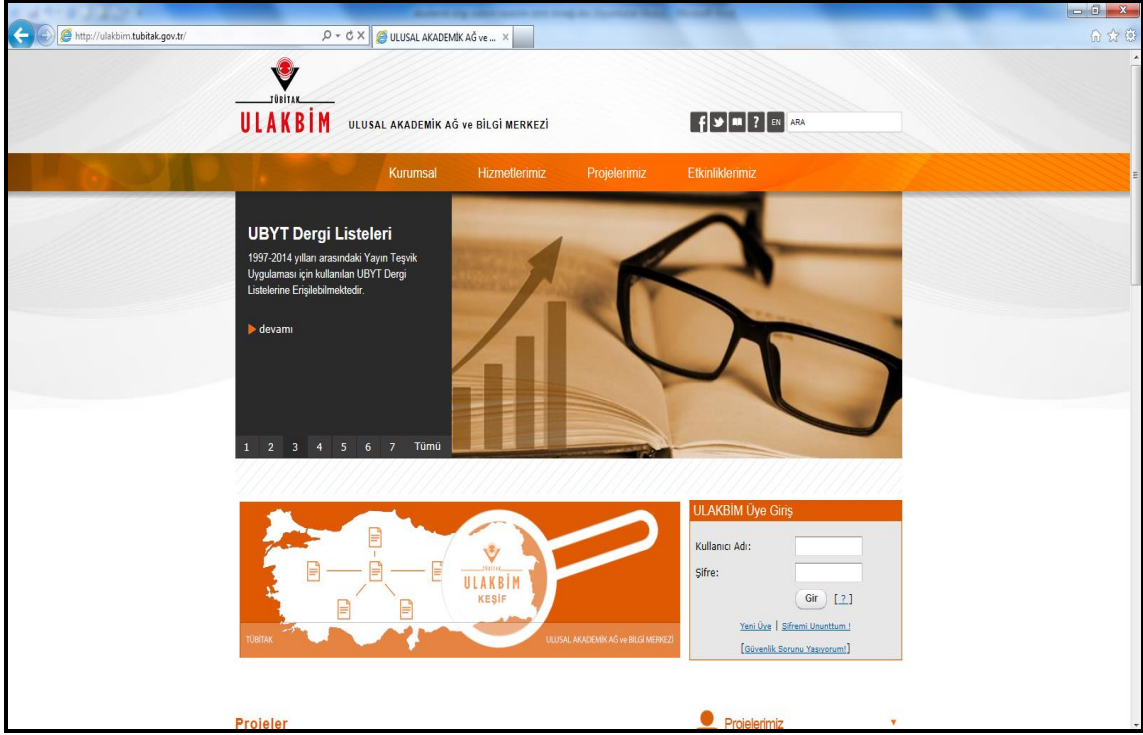 http://ulakbim.tubitak.gov.tr/
ULUSAL AKADEMİK AĞ ve ...
TÜBİTAK
ULAKBİM
ULUSAL AKADEMİK AĞ ve BİLGİ MERKEZİ
f
?
EN
ARA
Kurumsal Hizmetlerimiz Projelerimiz Etkinliklerimiz
UBYT Dergi Listeleri
1997-2014 yılları arasındaki Yayın Teşvik
Uygulaması için kullanılan UBYT Dergi
Listelerine Erişilebilmektedir.
devamı
1 2 3 4 5 6 7 Tümü
TÜBİTAK
ULAKBİM
KEŞİF
TÜBİTAK
ULUSAL AKADEMİK AĞ ve BİLGİ MERKEZİ
ULAKBİM Üye Giriş
Kullanıcı Adı:
Şifre:
Gir [ ? ]
Yeni Üye | Şifremi Ununttum !
[Güvenlik Sorunu Yaşıyorum!]
Projeler
Projelerimiz